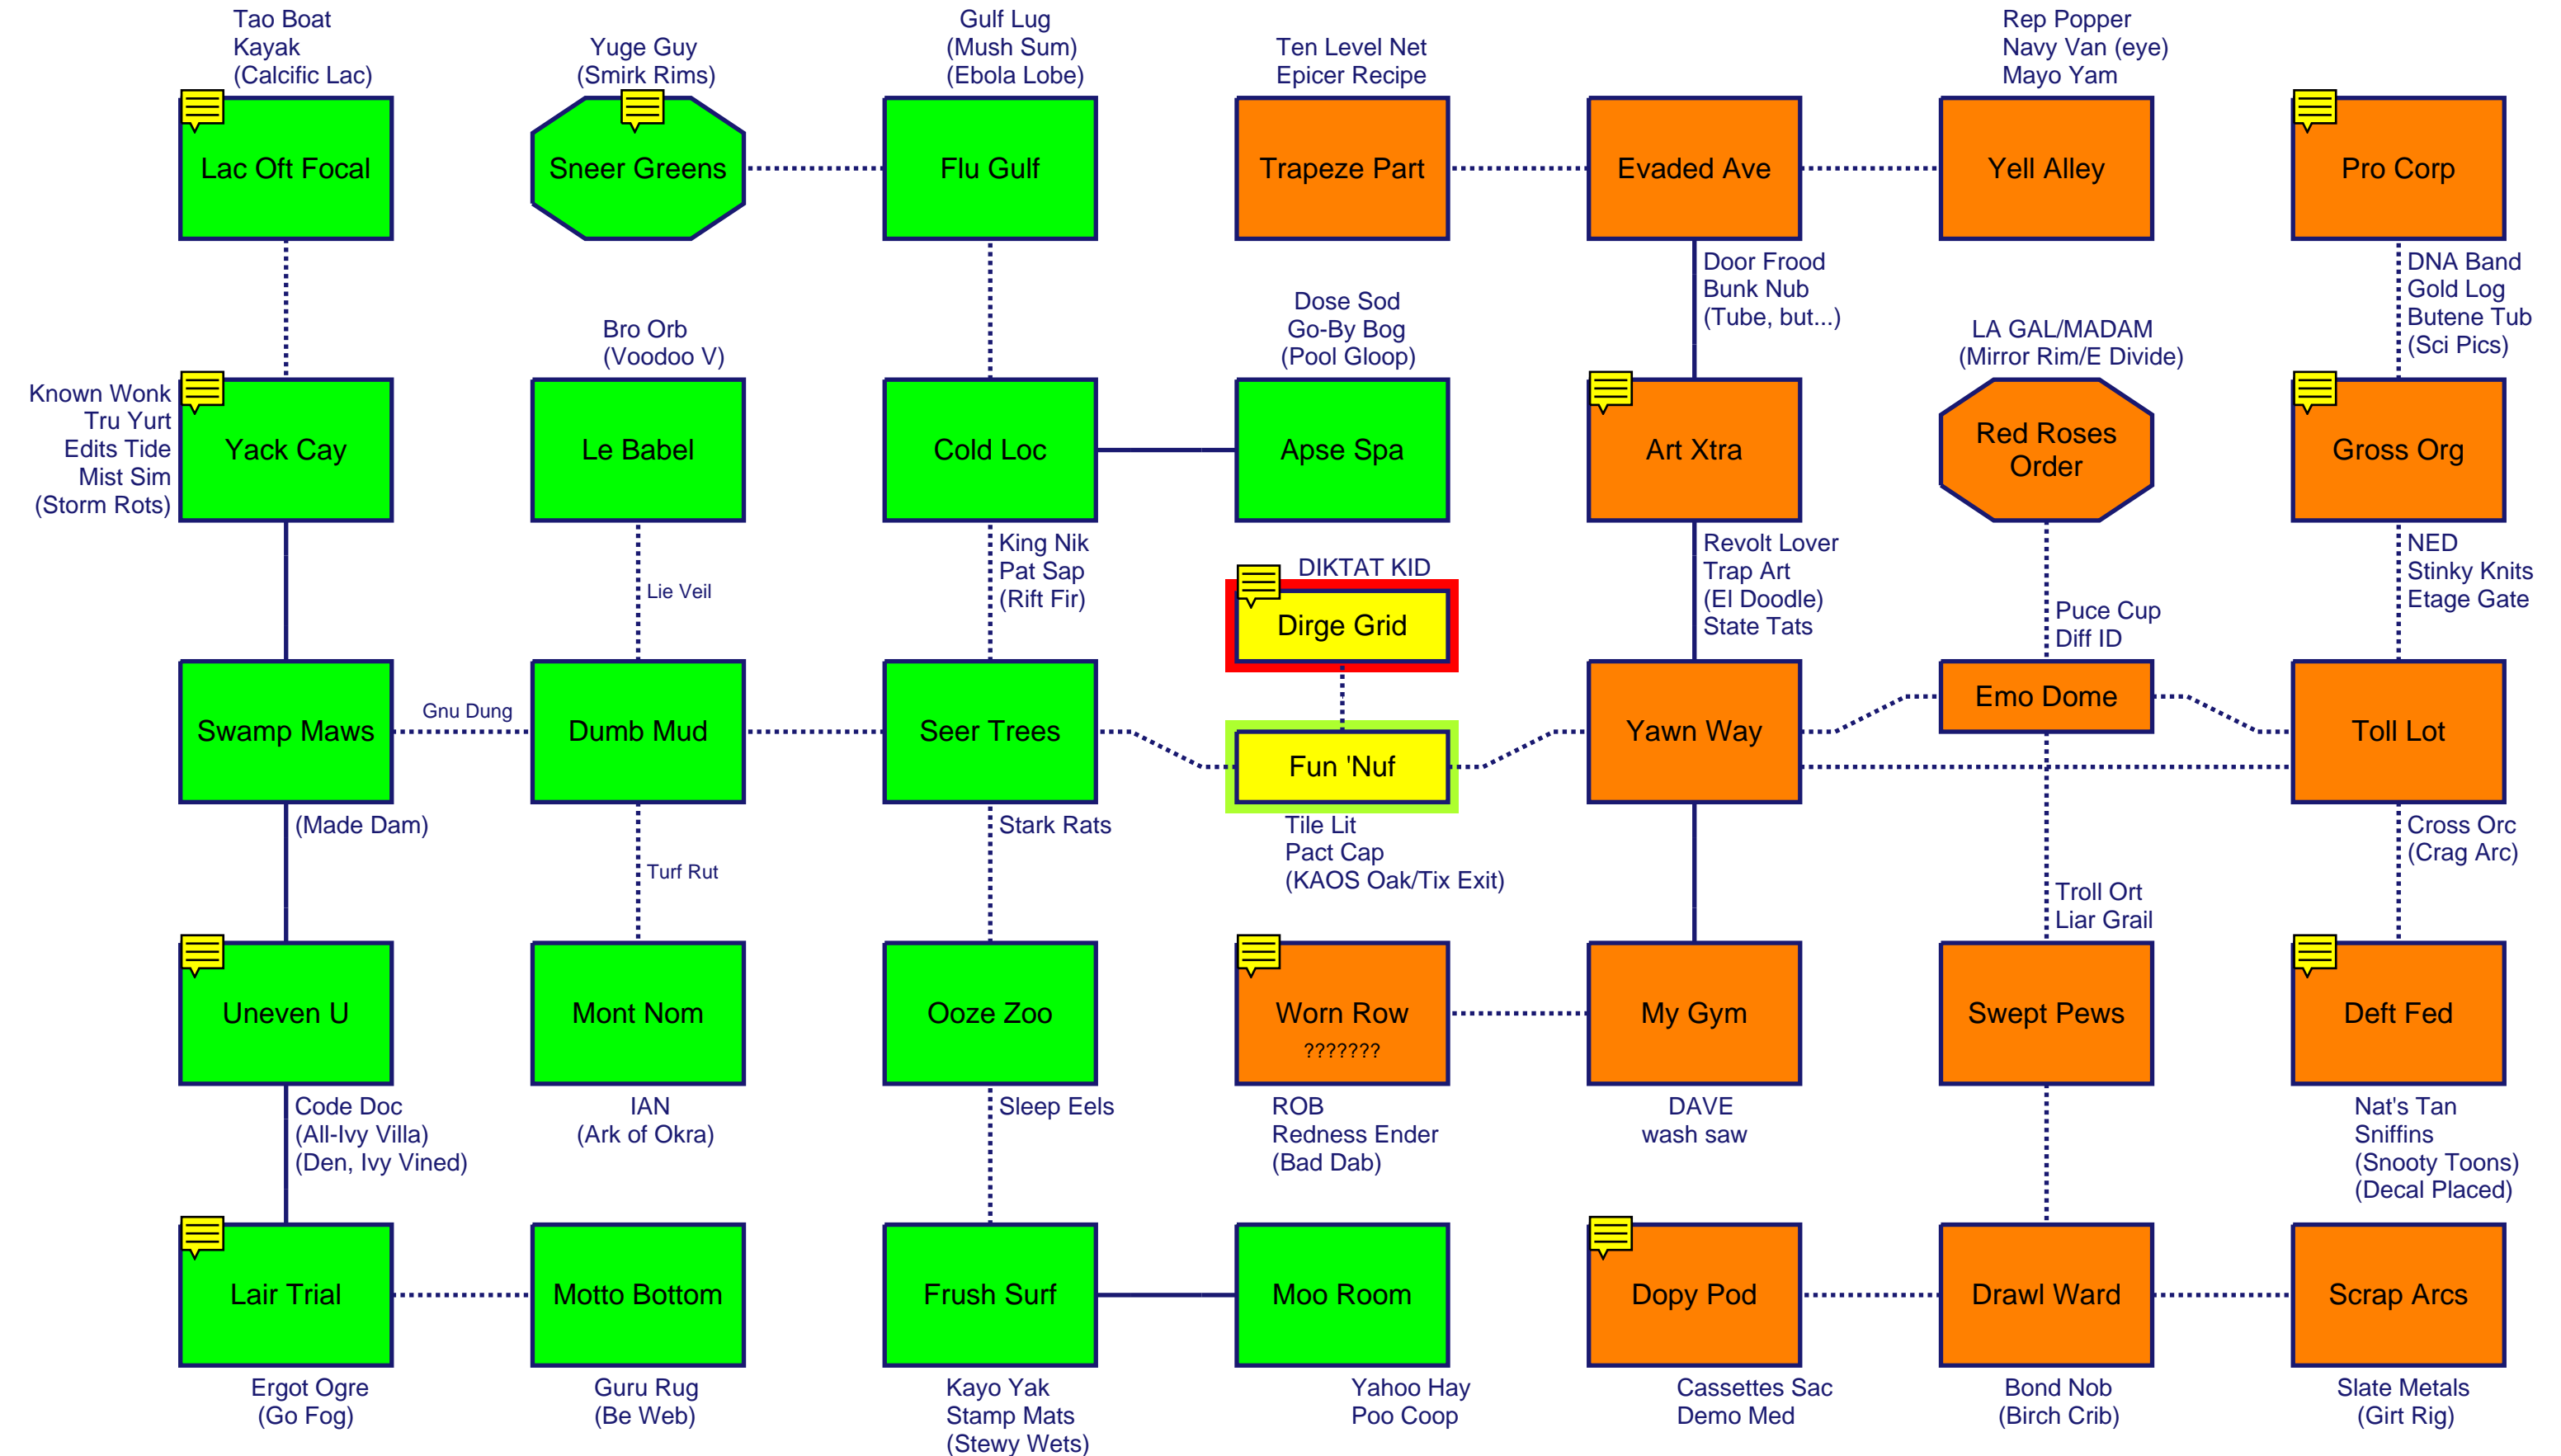 Tao Boat
Kayak
(Calcific Lac)
Yuge Guy
(Smirk Rims)
Gulf Lug
(Mush Sum)
(Ebola Lobe)
Ten Level Net
Epicer Recipe
Rep Popper
Navy Van (eye)
Mayo Yam
Lac Oft Focal
Sneer Greens
Flu Gulf
Trapeze Part
Evaded Ave
Yell Alley
Pro Corp
Door Frood
Bunk Nub
(Tube, but...)
DNA Band
Gold Log
Butene Tub
(Sci Pics)
Bro Orb
(Voodoo V)
Dose Sod
Go-By Bog
(Pool Gloop)
LA GAL/MADAM
(Mirror Rim/E Divide)
Known Wonk
Tru Yurt
Edits Tide
Mist Sim
(Storm Rots)
Yack Cay
Le Babel
Cold Loc
Apse Spa
Art Xtra
Red Roses
Order
Gross Org
Lie Veil
King Nik
Pat Sap
(Rift Fir)
DIKTAT KID
Dirge Grid
Revolt Lover
Trap Art
(El Doodle)
State Tats
Puce Cup
Diff ID
NED
Stinky Knits
Etage Gate
Swamp Maws
Gnu Dung
Dumb Mud
Seer Trees
Fun 'Nuf
Yawn Way
Emo Dome
Toll Lot
(Made Dam)
Turf Rut
Stark Rats
Tile Lit
Pact Cap
(KAOS Oak/Tix Exit)
Troll Ort
Liar Grail
Cross Orc
(Crag Arc)
Uneven U
Mont Nom
Ooze Zoo
Worn Row
???????
My Gym
Swept Pews
Deft Fed
Code Doc
(All-Ivy Villa)
(Den, Ivy Vined)
IAN
(Ark of Okra)
Sleep Eels
ROB
Redness Ender
(Bad Dab)
DAVE
wash saw
Nat's Tan
Sniffins
(Snooty Toons)
(Decal Placed)
Lair Trial
Motto Bottom
Frush Surf
Moo Room
Dopy Pod
Drawl Ward
Scrap Arcs
Ergot Ogre
(Go Fog)
Guru Rug
(Be Web)
Kayo Yak
Stamp Mats
(Stewy Wets)
Yahoo Hay
Poo Coop
Cassettes Sac
Demo Med
Bond Nob
(Birch Crib)
Slate Metals
(Girt Rig)